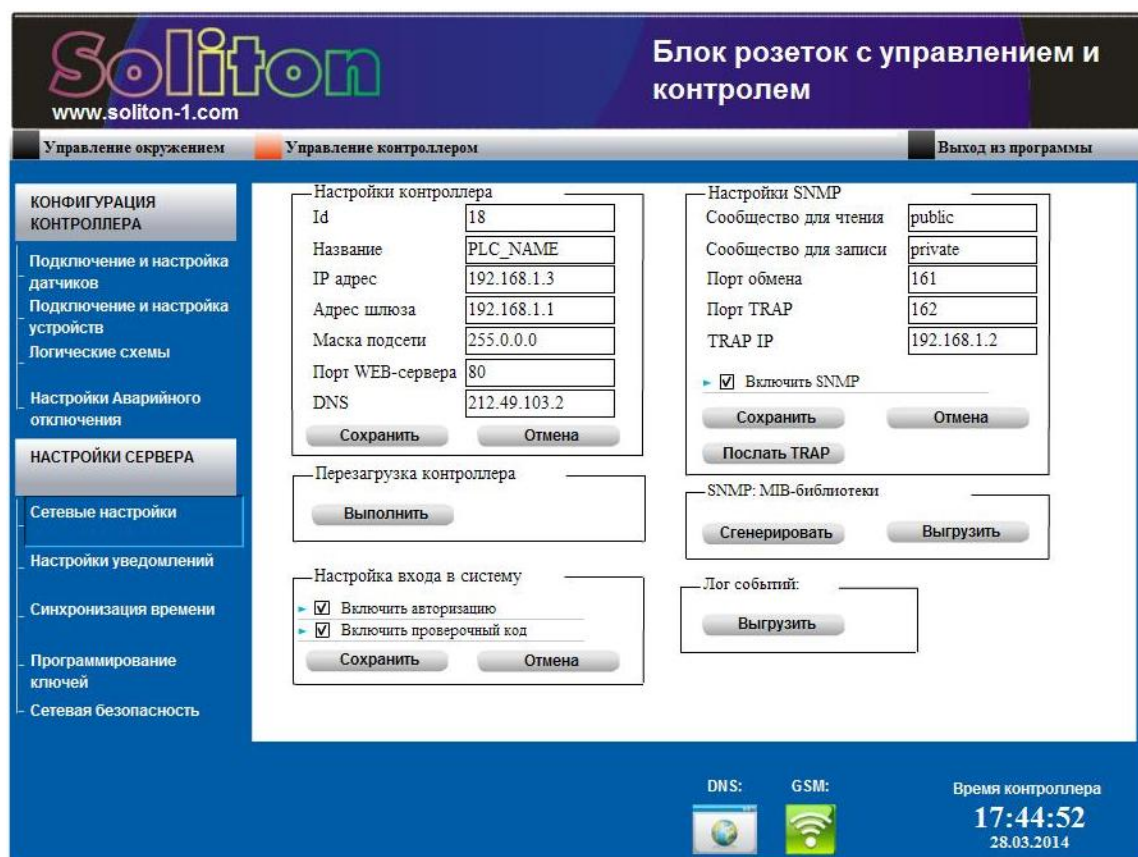 Soliton
www.soliton-1.com
Блок розеток с управлением и
контролем
Управление окружением
Управление контроллером
Выход из программы
КОНФИГУРАЦИЯ
КОНТРОЛЛЕРА
Подключение и настройка
датчиков
Подключение и настройка
устройств
Логические схемы
Настройки Аварийного
отключения
НАСТРОЙКИ СЕРВЕРА
Сетевые настройки
Настройки уведомлений
Синхронизация времени
Программирование
ключей
Сетевая безопасность
Настройки контроллера
Id 18
Название PLC_NAME
IP адрес 192.168.1.3
Адрес шлюза 192.168.1.1
Маска подсети 255.0.0.0
Порт WEB-сервера 80
DNS 212.49.103.2
Сохранить Отмена
Перезагрузка контроллера
Выполнить
Настройка входа в систему
Включить авторизацию
Включить проверочный код
Сохранить Отмена
Настройки SNMP
Сообщество для чтения public
Сообщество для записи private
Порт обмена 161
Порт TRAP 162
TRAP IP 192.168.1.2
Включить SNMP
Сохранить Отмена
Послать TRAP
SNMP: MIB-библиотеки
Сгенерировать Выгрузить
Лог событий:
Выгрузить
DNS: GSM:
Время контроллера
17:44:52
28.03.2014